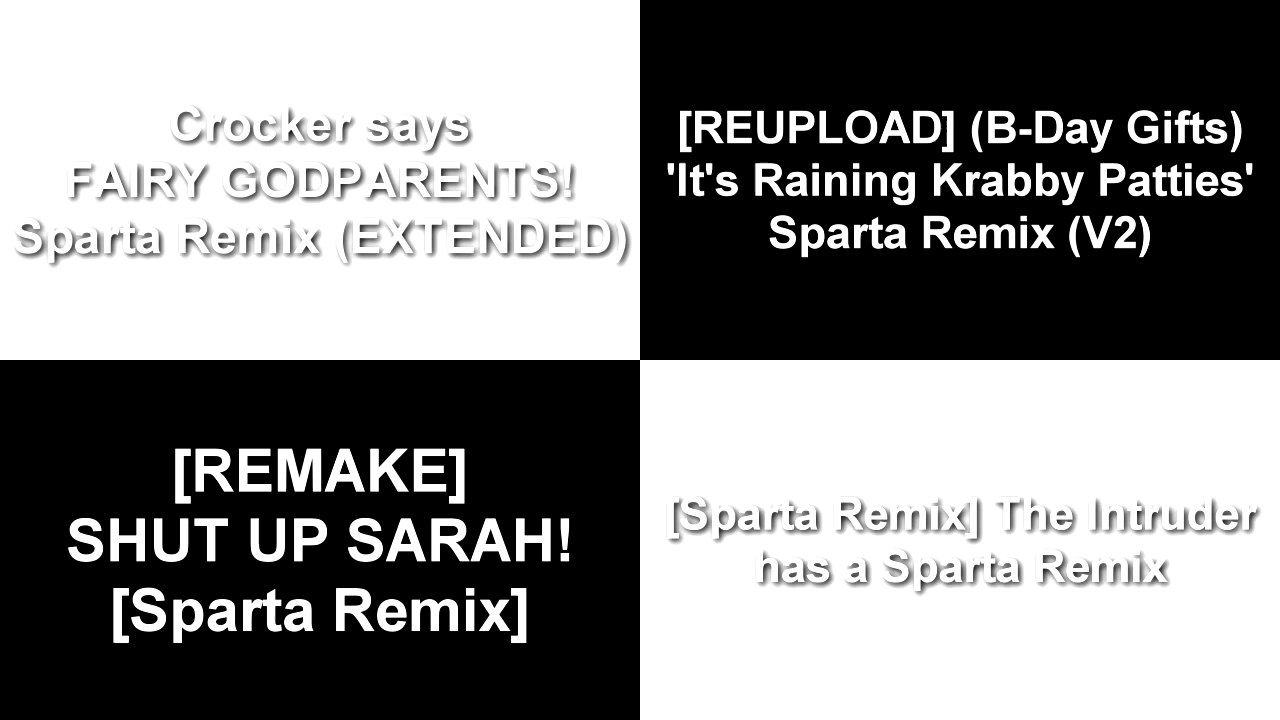 Crocker says
FAIRY GODPARENTS!
Sparta Remix (EXTENDED)
[REUPLOAD] (B-Day Gifts)
'It's Raining Krabby Patties'
Sparta Remix (V2)
[REMAKE]
SHUT UP SARAH!
[Sparta Remix]
[Sparta Remix] The Intruder
has a Sparta Remix